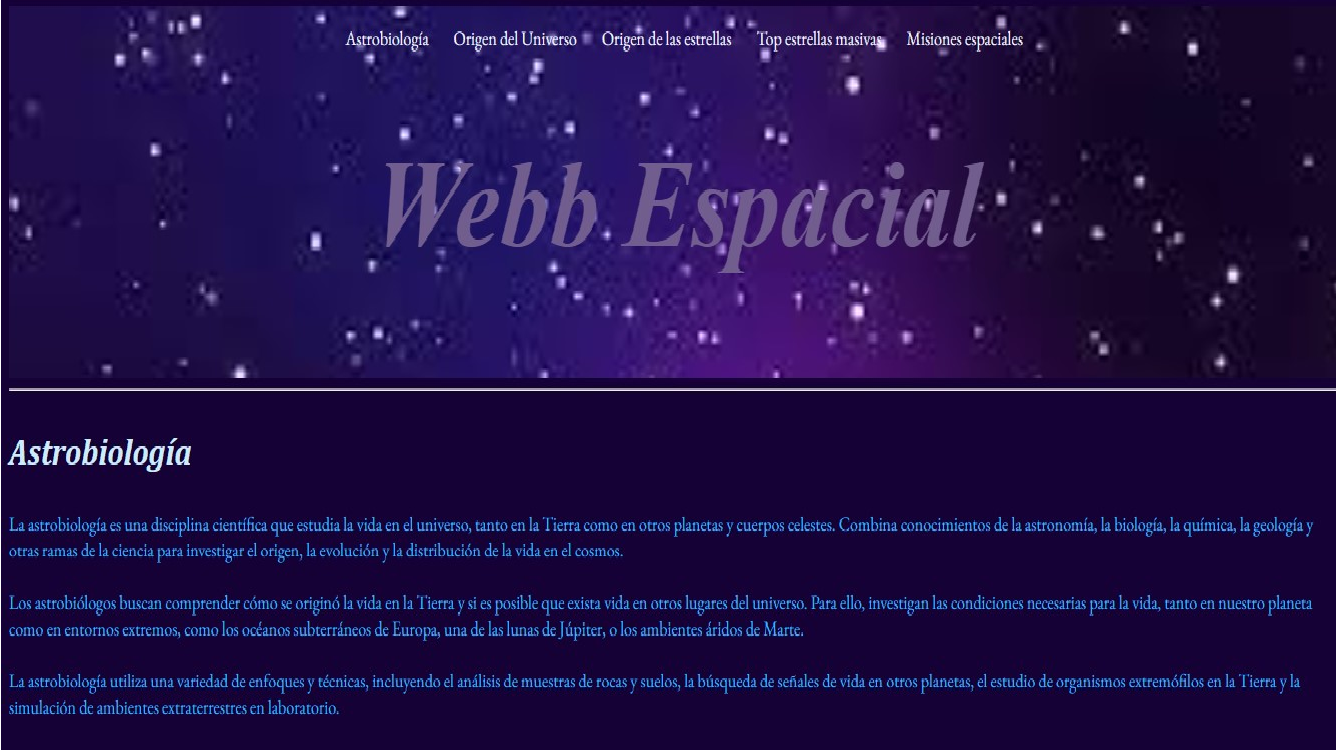 Astrobiología Origen del Universo Origen de las estrellas Top estrellas masivas Misiones espaciales
Webb Espacial
Astrobiología
La astrobiología es una disciplina científica que estudia la vida en el universo, tanto en la Tierra como en otros planetas y cuerpos celestes. Combina conocimientos de la astronomía, la biología, la química, la geología y
otras ramas de la ciencia para investigar el origen, la evolución y la distribución de la vida en el cosmos.
Los astrobiólogos buscan comprender cómo se originó la vida en la Tierra y si es posible que exista vida en otros lugares del universo. Para ello, investigan las condiciones necesarias para la vida, tanto en nuestro planeta
como en entornos extremos, como los océanos subterráneos de Europa, una de las lunas de Júpiter, o los ambientes áridos de Marte.
La astrobiología utiliza una variedad de enfoques y técnicas, incluyendo el análisis de muestras de rocas y suelos, la búsqueda de señales de vida en otros planetas, el estudio de organismos extremófilos en la Tierra y la
simulación de ambientes extraterrestres en laboratorio.